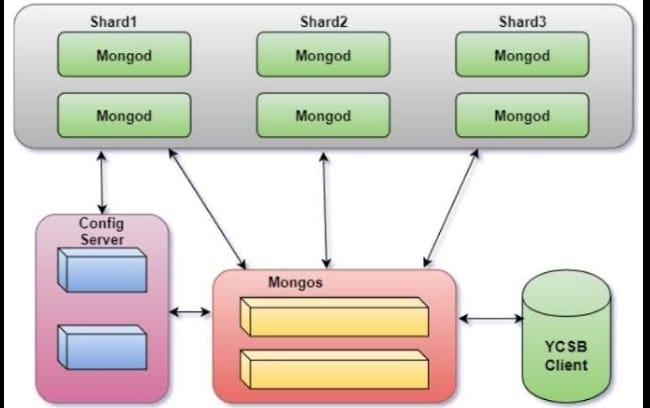 Shard1 Shard2 Shard3
Mongod Mongod Mongod
Mongod Mongod Mongod
Config
Server
Mongos
YCSB
Client